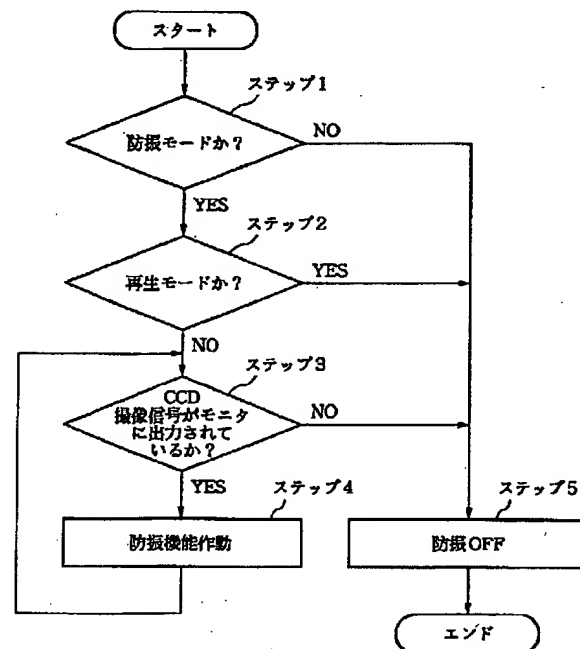 スタート
ステップ1
防振モードか?
NO
YES
ステップ2
再生モードか?
YES
NO
ステップ3
CCD
撮像信号がモニタ
に出力されて
いるか?
NO
YES
ステップ4
防振機能作動
ステップ5
防振OFF
エンド